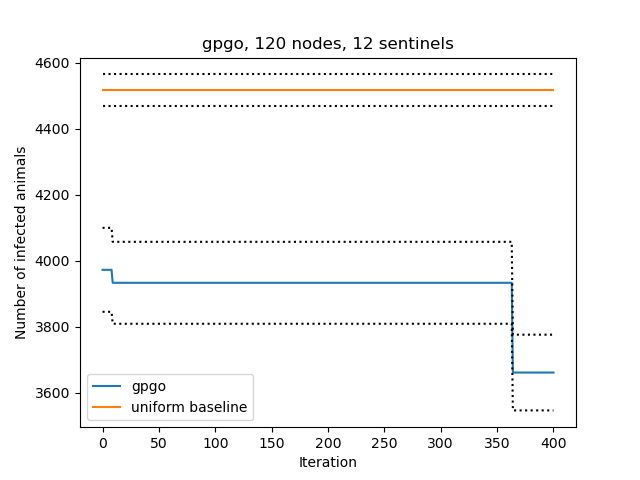 gpgo, 120 nodes, 12 sentinels
4600
4400
4200
4000
3800
3600
Number of infected animals
gpgo
uniform baseline
0 50 100 150 200 250 300 350 400
Iteration